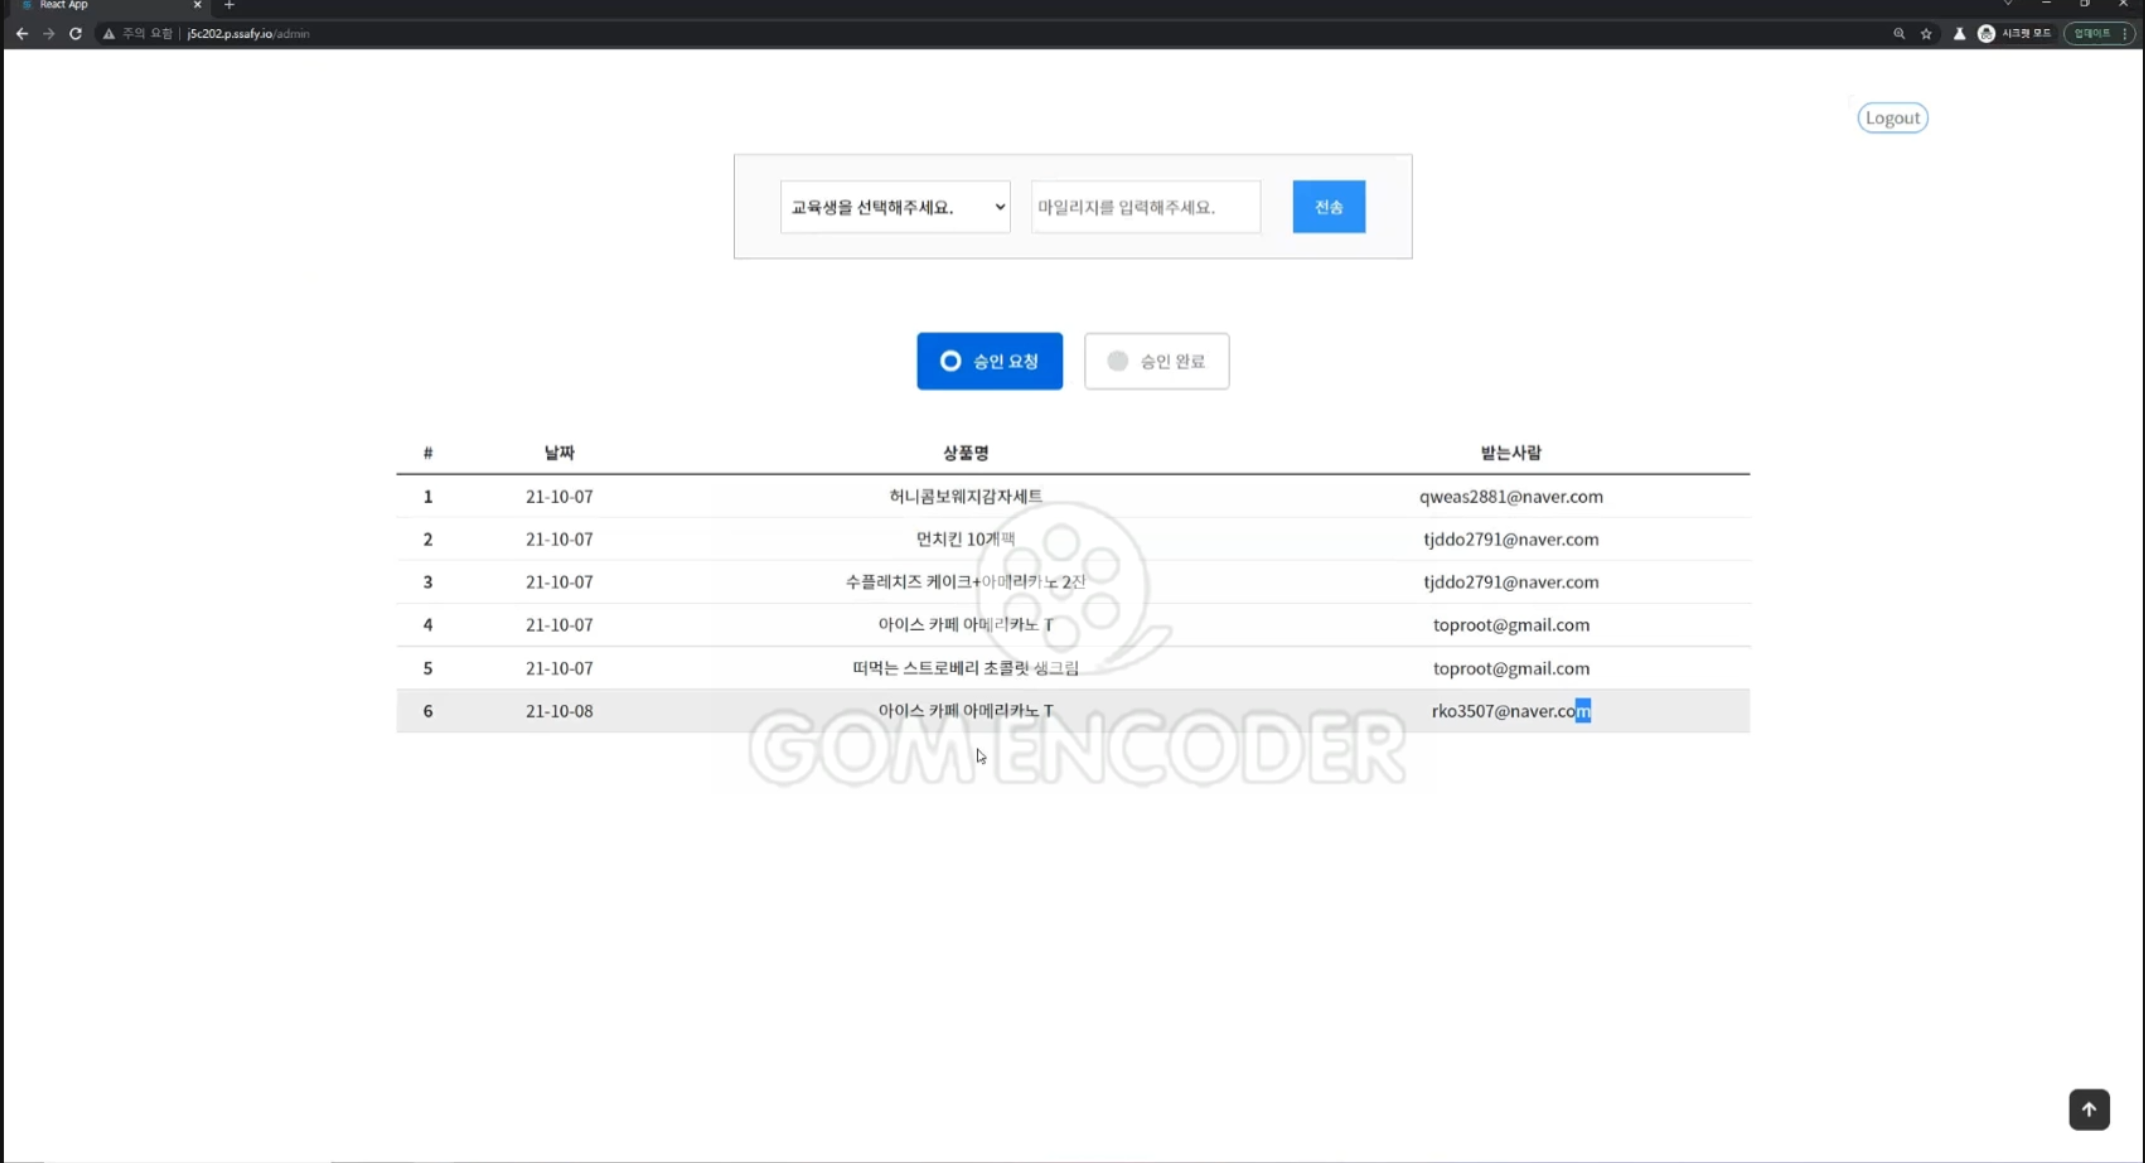 React App
주의 요함 | j5c202.p.ssafy.io/admin
시크릿 모드
업데이트
Logout
교육생을 선택해주세요.
마일리지를 입력해주세요.
전송
승인 요청
승인 완료
# 날짜 상품명 받는사람
1 21-10-07 허니콤보웨지감자세트 qweas2881@naver.com
2 21-10-07 먼치킨 10개팩 tjddo2791@naver.com
3 21-10-07 수플레치즈 케이크+아메리카노 2잔 tjddo2791@naver.com
4 21-10-07 아이스 카페 아메리카노 T toproot@gmail.com
5 21-10-07 떠먹는 스트로베리 초콜릿 생크림 toproot@gmail.com
6 21-10-08 아이스 카페 아메리카노 T rko3507@naver.com
GOM ENCODER